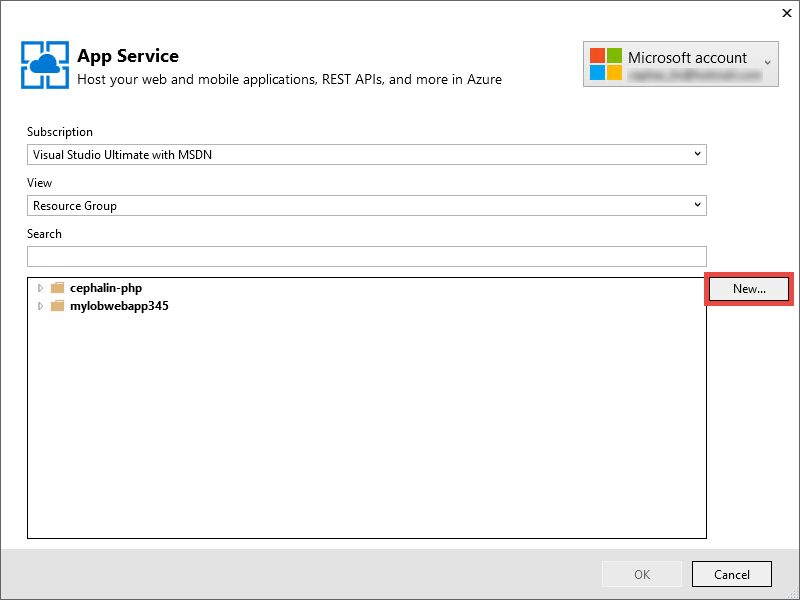 App Service
Host your web and mobile applications, REST APIs, and more in Azure
Microsoft account
Subscription
Visual Studio Ultimate with MSDN
View
Resource Group
Search
cephalin-php
mylobwebapp345
New...
OK
Cancel